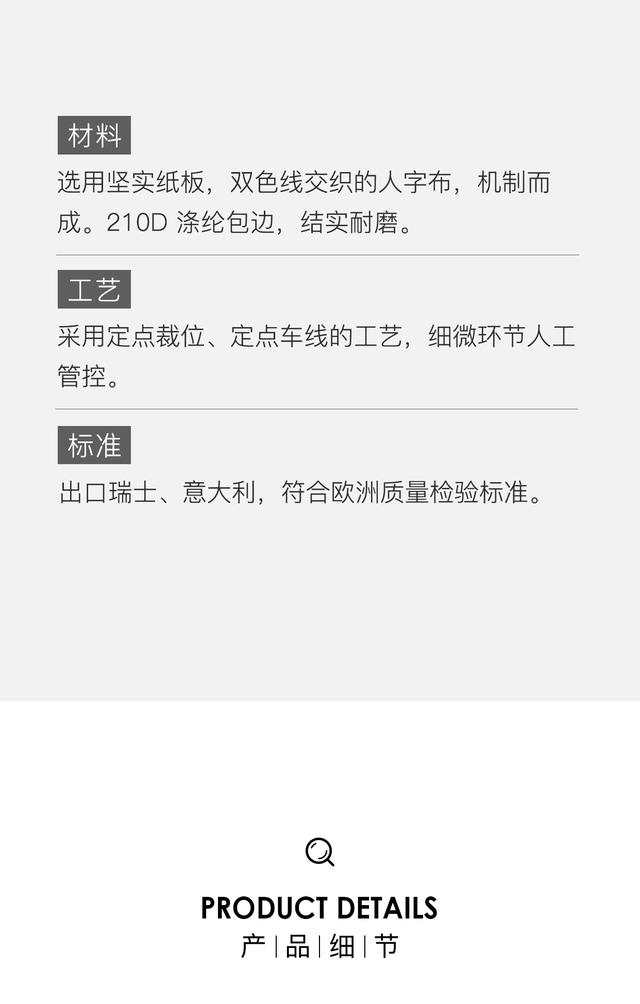 材料
选用坚实纸板，双色线交织的人字布，机制而
成。210D 涤纶包边，结实耐磨。
工艺
采用定点裁位、定点车线的工艺，细微环节人工
管控。
标准
出口瑞士、意大利，符合欧洲质量检验标准。
PRODUCT DETAILS
产|品|细|节